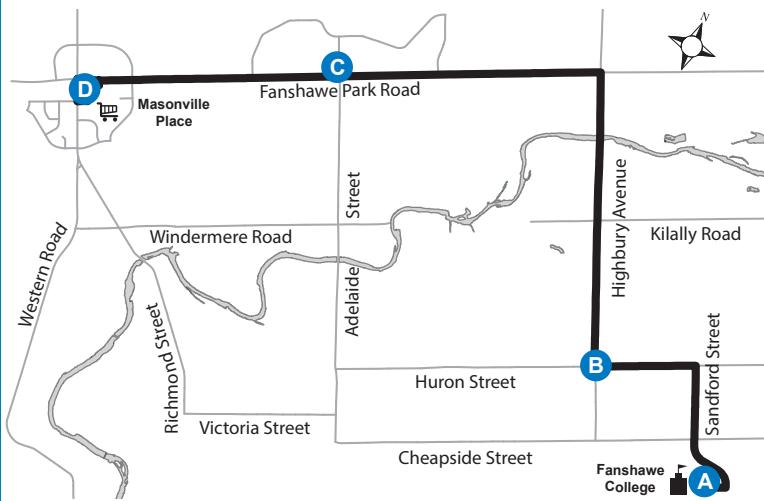 N
C
D
Fanshawe Park Road
Masonville
Place
Street
Highbury Avenue
Windermere Road
Kilally Road
Western Road
Adelaide
Richmond Street
Sandford Street
B
Huron Street
Victoria Street
Cheapside Street
Fanshawe
College
A